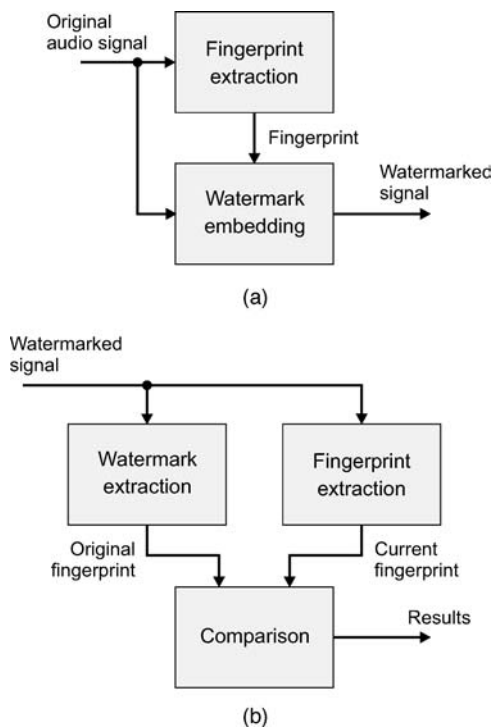 Original
audio signal
Fingerprint
extraction
Fingerprint
Watermarked
signal
Watermark
embedding
(a)
Watermarked
signal
Watermark
extraction
Fingerprint
extraction
Original
fingerprint
Current
fingerprint
Comparison
Results
(b)